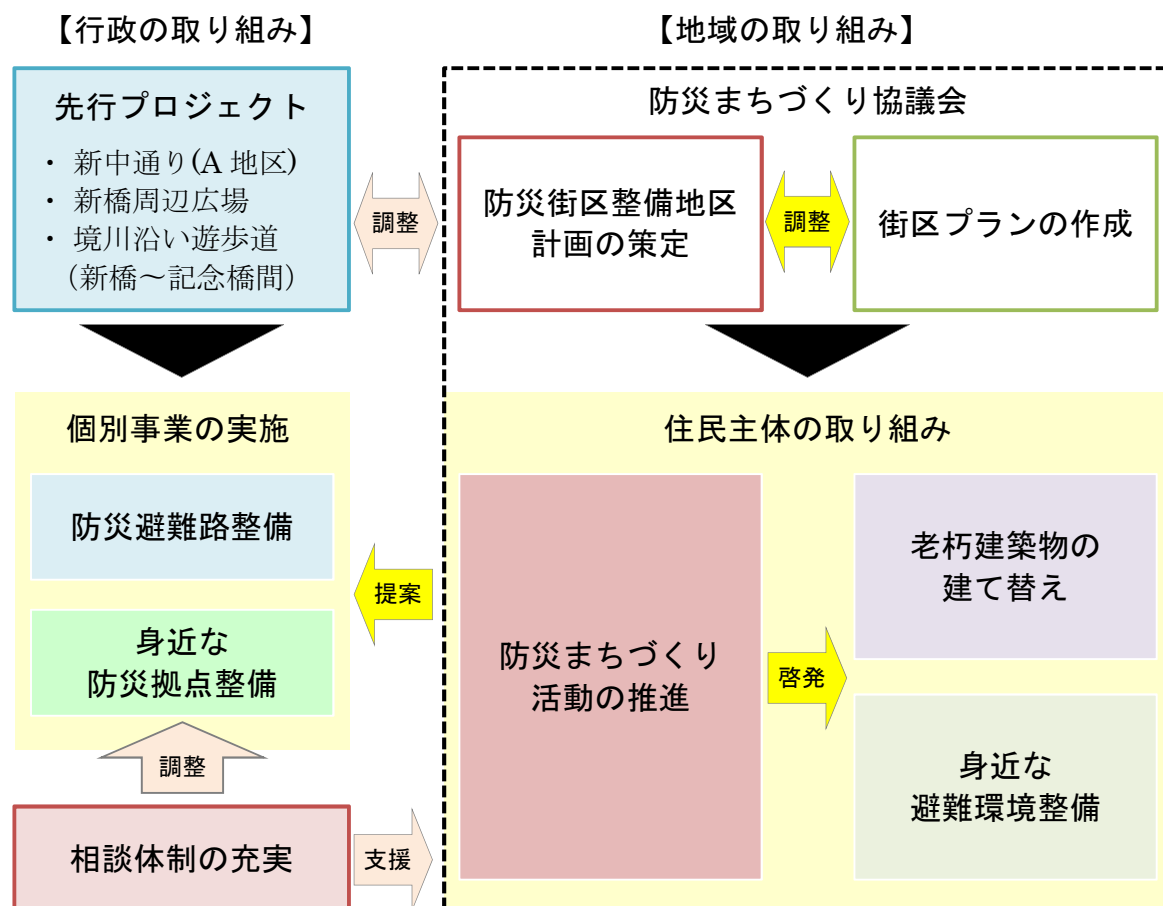 【行政の取り組み】
【地域の取り組み】
先行プロジェクト
・ 新中通り(A 地区)
・ 新橋周辺広場
・ 境川沿い遊歩道
（新橋～記念橋間）
調整
防災まちづくり協議会
防災街区整備地区
計画の策定
調整
街区プランの作成
個別事業の実施
防災避難路整備
身近な
防災拠点整備
調整
相談体制の充実
提案
支援
住民主体の取り組み
防災まちづくり
活動の推進
啓発
老朽建築物の
建て替え
身近な
避難環境整備